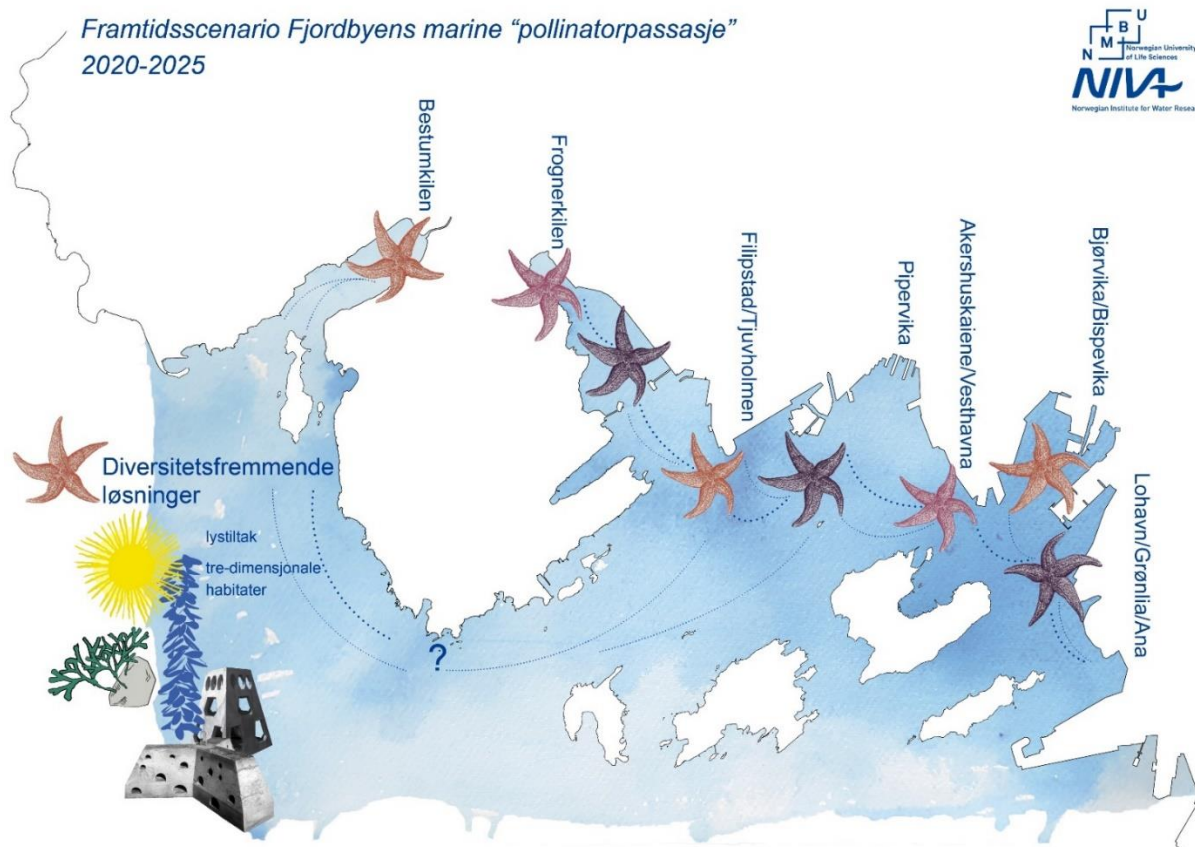 Framtidsscenario Fjordbyens marine “pollinatorpassasje”
2020-2025
N M B U
Norwegian University
of Life Sciences
NIVA
Norwegian Institute for Water Resea
Bestumkilen
Frognerkilen
Filipstad/Tjuvholmen
Pipervika
Akershuskaiene/Vesthavna
Bjørvika/Bispevika
Lohavn/Grønlia/Ana
Diversitetsfremmende
løsninger
lystiltak
tre-dimensjonale
habitater
?